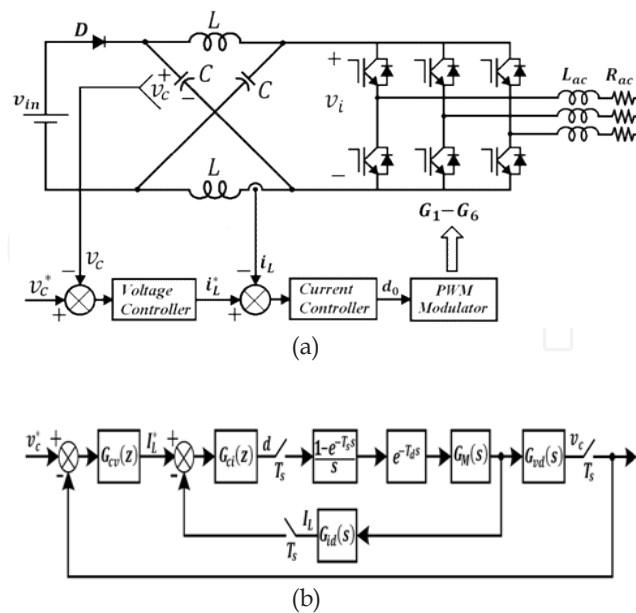 D
L
v_in
+
v_c
−
C
C
+
v_i
−
L_ac
R_ac
L
G_1−G_6
v_c
i_L
v_c^*
−
+
Voltage Controller
i_L^*
−
+
Current Controller
d_0
PWM Modulator
(a)
v_c^*
+
-
G_cv(z)
I_L^*
+
-
G_ci(z)
d
T_s
1−e^{−T_s s}
s
e^{−T_d s}
G_M(s)
G_vd(s)
v_c
T_s
I_L
T_s
G_id(s)
(b)